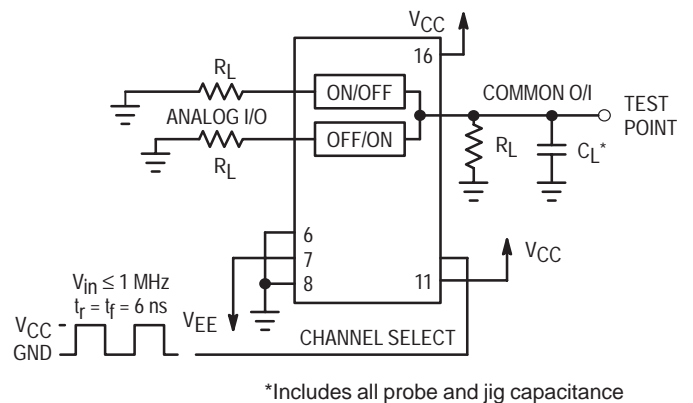 VCC
16
RL
ON/OFF
COMMON O/I
TEST
POINT
ANALOG I/O
OFF/ON
RL
RL
CL*
6
7
8
11
VCC
Vin ≤ 1 MHz
tr = tf = 6 ns
VEE
VCC
GND
CHANNEL SELECT
*Includes all probe and jig capacitance